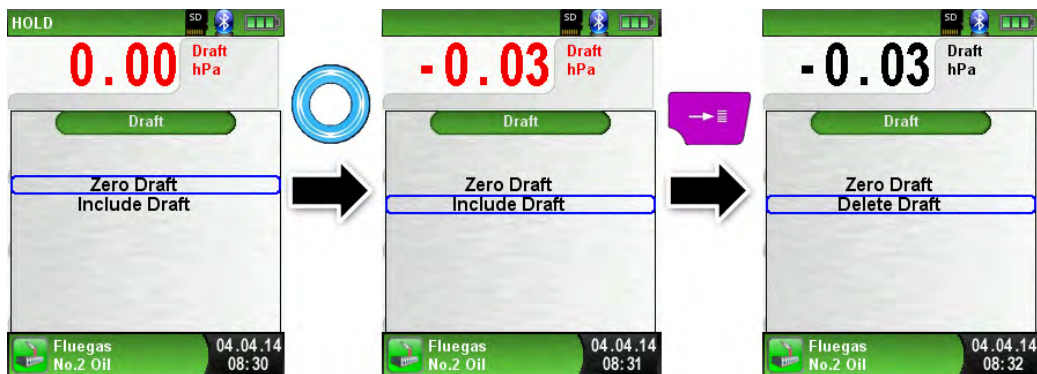 HOLD
SD
0.00
Draft
hPa
Draft
Zero Draft
Include Draft
Fluegas
No.2 Oil
04.04.14
08:30
SD
-0.03
Draft
hPa
Draft
Zero Draft
Include Draft
Fluegas
No.2 Oil
04.04.14
08:31
SD
-0.03
Draft
hPa
Draft
Zero Draft
Delete Draft
Fluegas
No.2 Oil
04.04.14
08:32